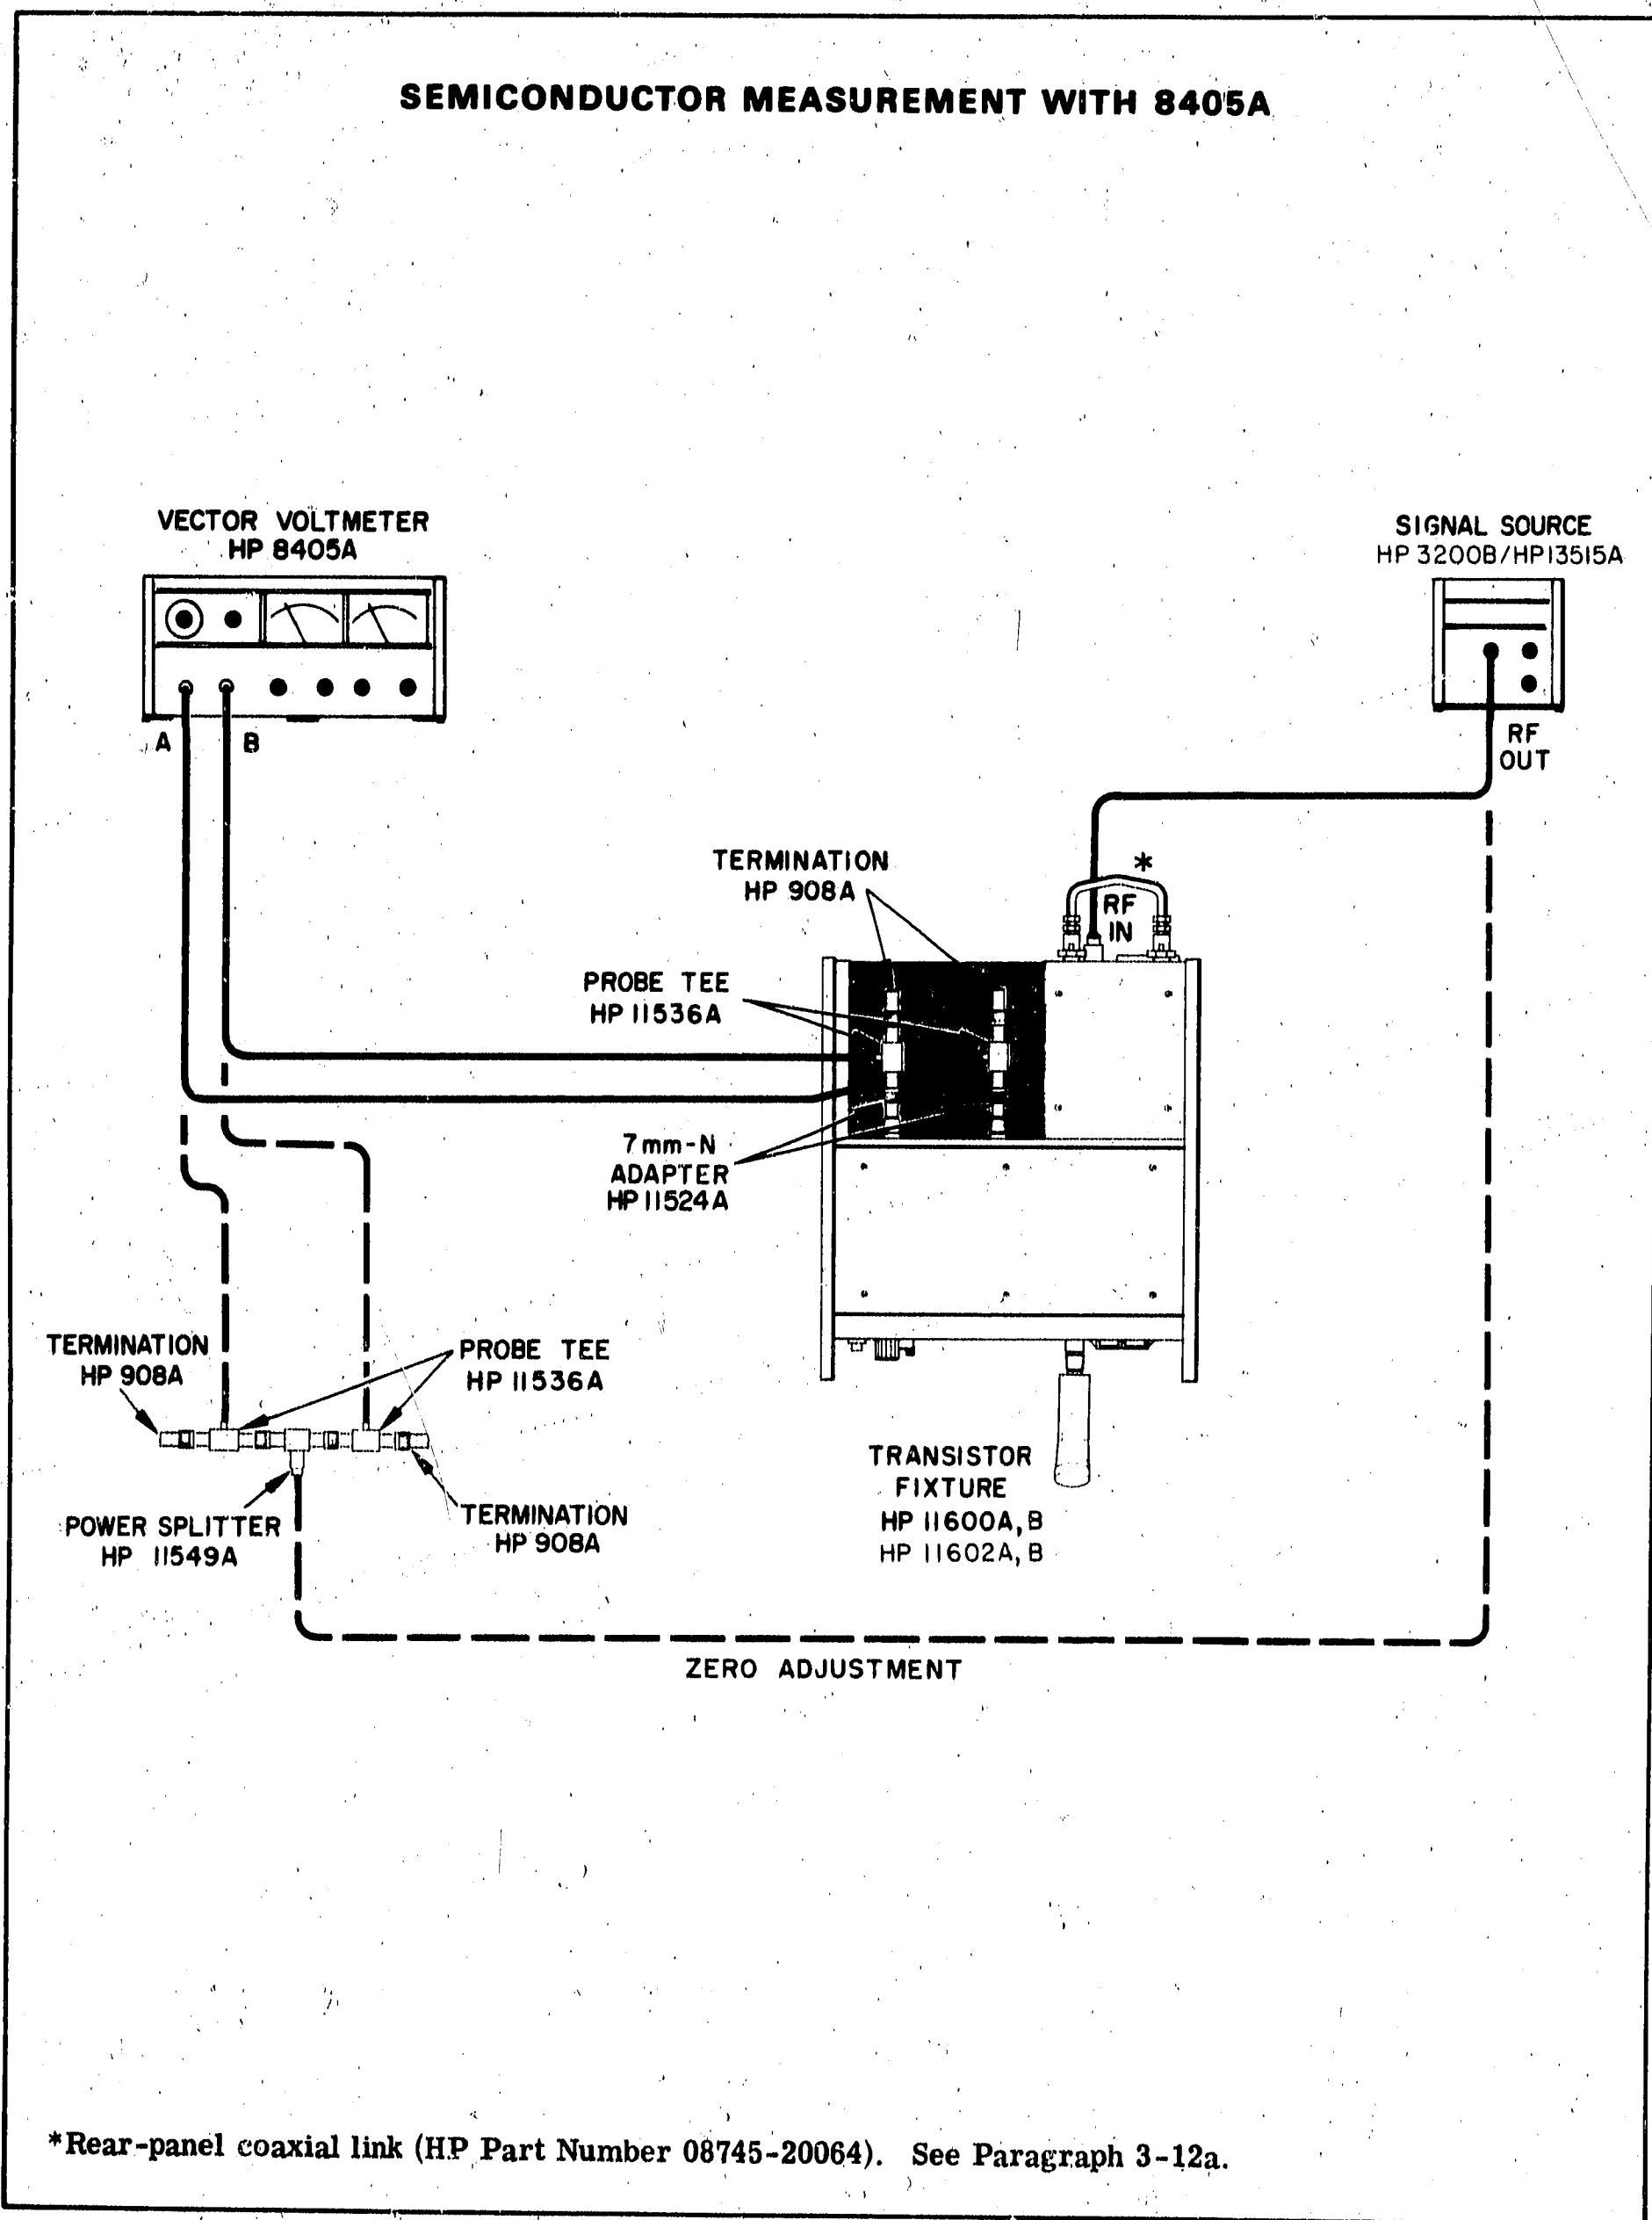 SEMICONDUCTOR MEASUREMENT WITH 8405A
VECTOR VOLTMETER
HP 8405A
SIGNAL SOURCE
HP 3200B/HP13515A
A
B
RF
OUT
TERMINATION
HP 908A
*
RF
IN
PROBE TEE
HP 11536A
7mm-N
ADAPTER
HP 11524A
TERMINATION
HP 908A
PROBE TEE
HP 11536A
POWER SPLITTER
HP 11549A
TERMINATION
HP 908A
TRANSISTOR
FIXTURE
HP 11600A, B
HP 11602A, B
ZERO ADJUSTMENT
*Rear-panel coaxial link (HP Part Number 08745-20064). See Paragraph 3-12a.